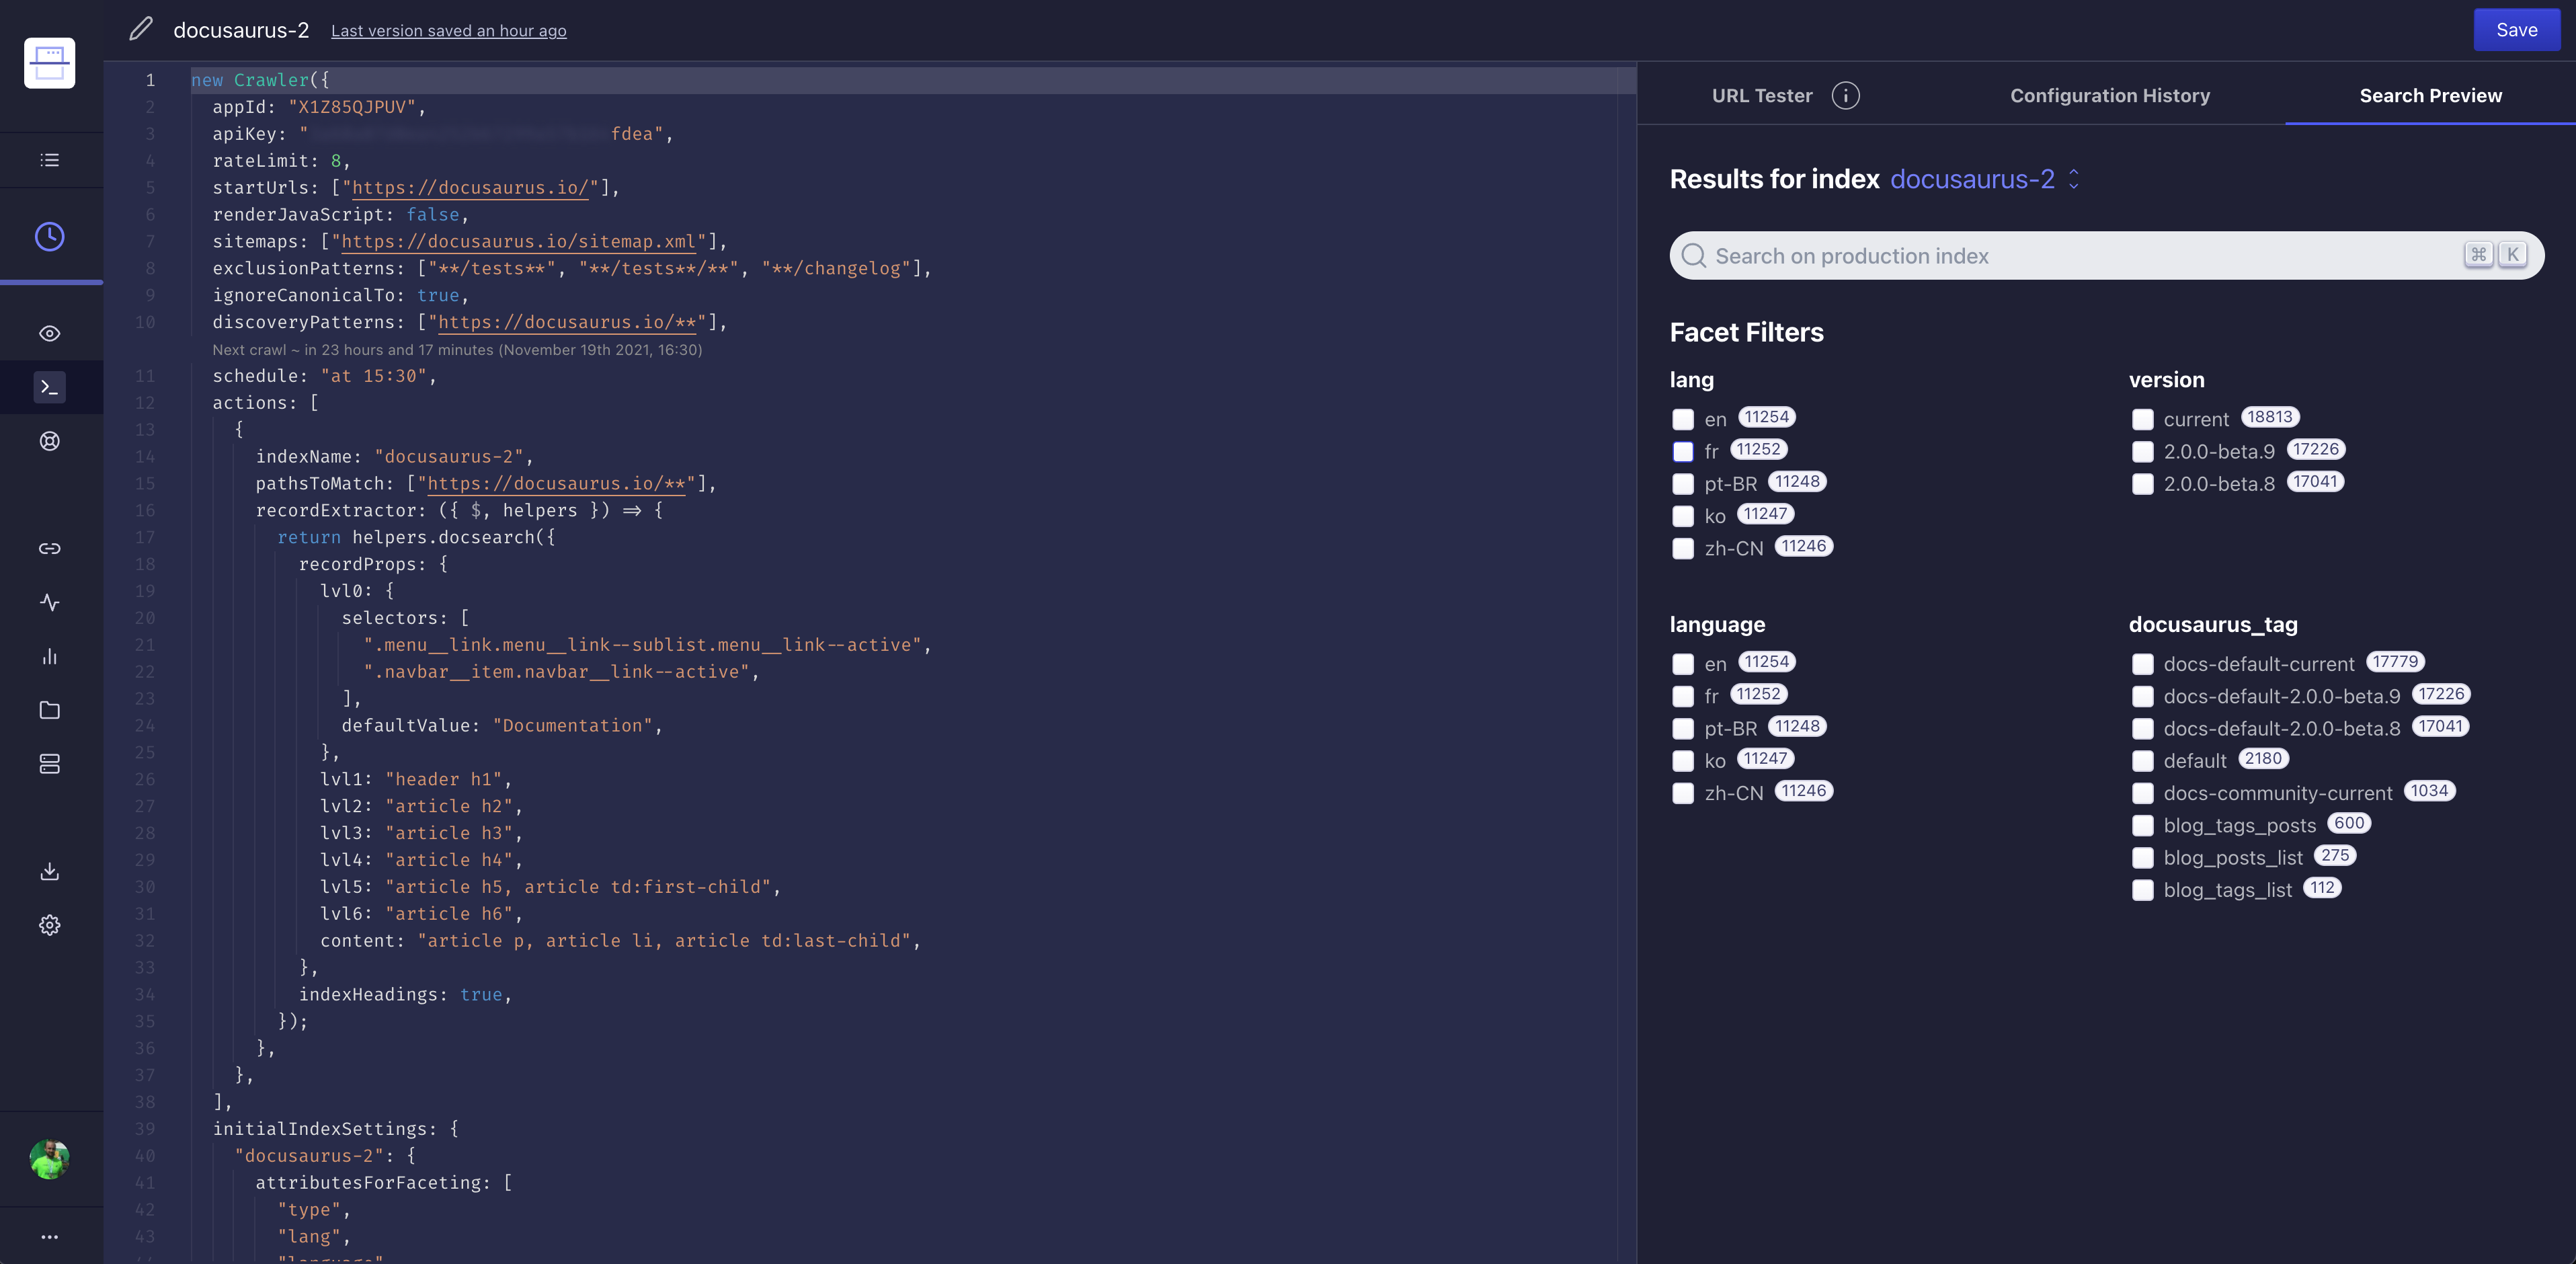 docusaurus-2 Last version saved an hour ago
Save
1 new Crawler({
2 appId: "X1Z85QJPUV",
3 apiKey: " fdea",
4 rateLimit: 8,
5 startUrls: ["https://docusaurus.io/"],
6 renderJavaScript: false,
7 sitemaps: ["https://docusaurus.io/sitemap.xml"],
8 exclusionPatterns: ["**/tests**", "**/tests**/**", "**/changelog"],
9 ignoreCanonicalTo: true,
10 discoveryPatterns: ["https://docusaurus.io/**"],
Next crawl ~ in 23 hours and 17 minutes (November 19th 2021, 16:30)
11 schedule: "at 15:30",
12 actions: [
13 {
14 indexName: "docusaurus-2",
15 pathsToMatch: ["https://docusaurus.io/**"],
16 recordExtractor: ({ $, helpers }) => {
17 return helpers.docsearch({
18 recordProps: {
19 lvl0: {
20 selectors: [
21 ".menu__link.menu__link--sublist.menu__link--active",
22 ".navbar__item.navbar__link--active",
23 ],
24 defaultValue: "Documentation",
25 },
26 lvl1: "header h1",
27 lvl2: "article h2",
28 lvl3: "article h3",
29 lvl4: "article h4",
30 lvl5: "article h5, article td:first-child",
31 lvl6: "article h6",
32 content: "article p, article li, article td:last-child",
33 },
34 indexHeadings: true,
35 });
36 },
37 },
38 ],
39 initialIndexSettings: {
40 "docusaurus-2": {
41 attributesForFaceting: [
42 "type",
43 "lang",
44 "language"
URL Tester i Configuration History Search Preview
Results for index docusaurus-2
Search on production index ⌘ K
Facet Filters
lang
en 11254
fr 11252
pt-BR 11248
ko 11247
zh-CN 11246
version
current 18813
2.0.0-beta.9 17226
2.0.0-beta.8 17041
language
en 11254
fr 11252
pt-BR 11248
ko 11247
zh-CN 11246
docusaurus_tag
docs-default-current 17779
docs-default-2.0.0-beta.9 17226
docs-default-2.0.0-beta.8 17041
default 2180
docs-community-current 1034
blog_tags_posts 600
blog_posts_list 275
blog_tags_list 112